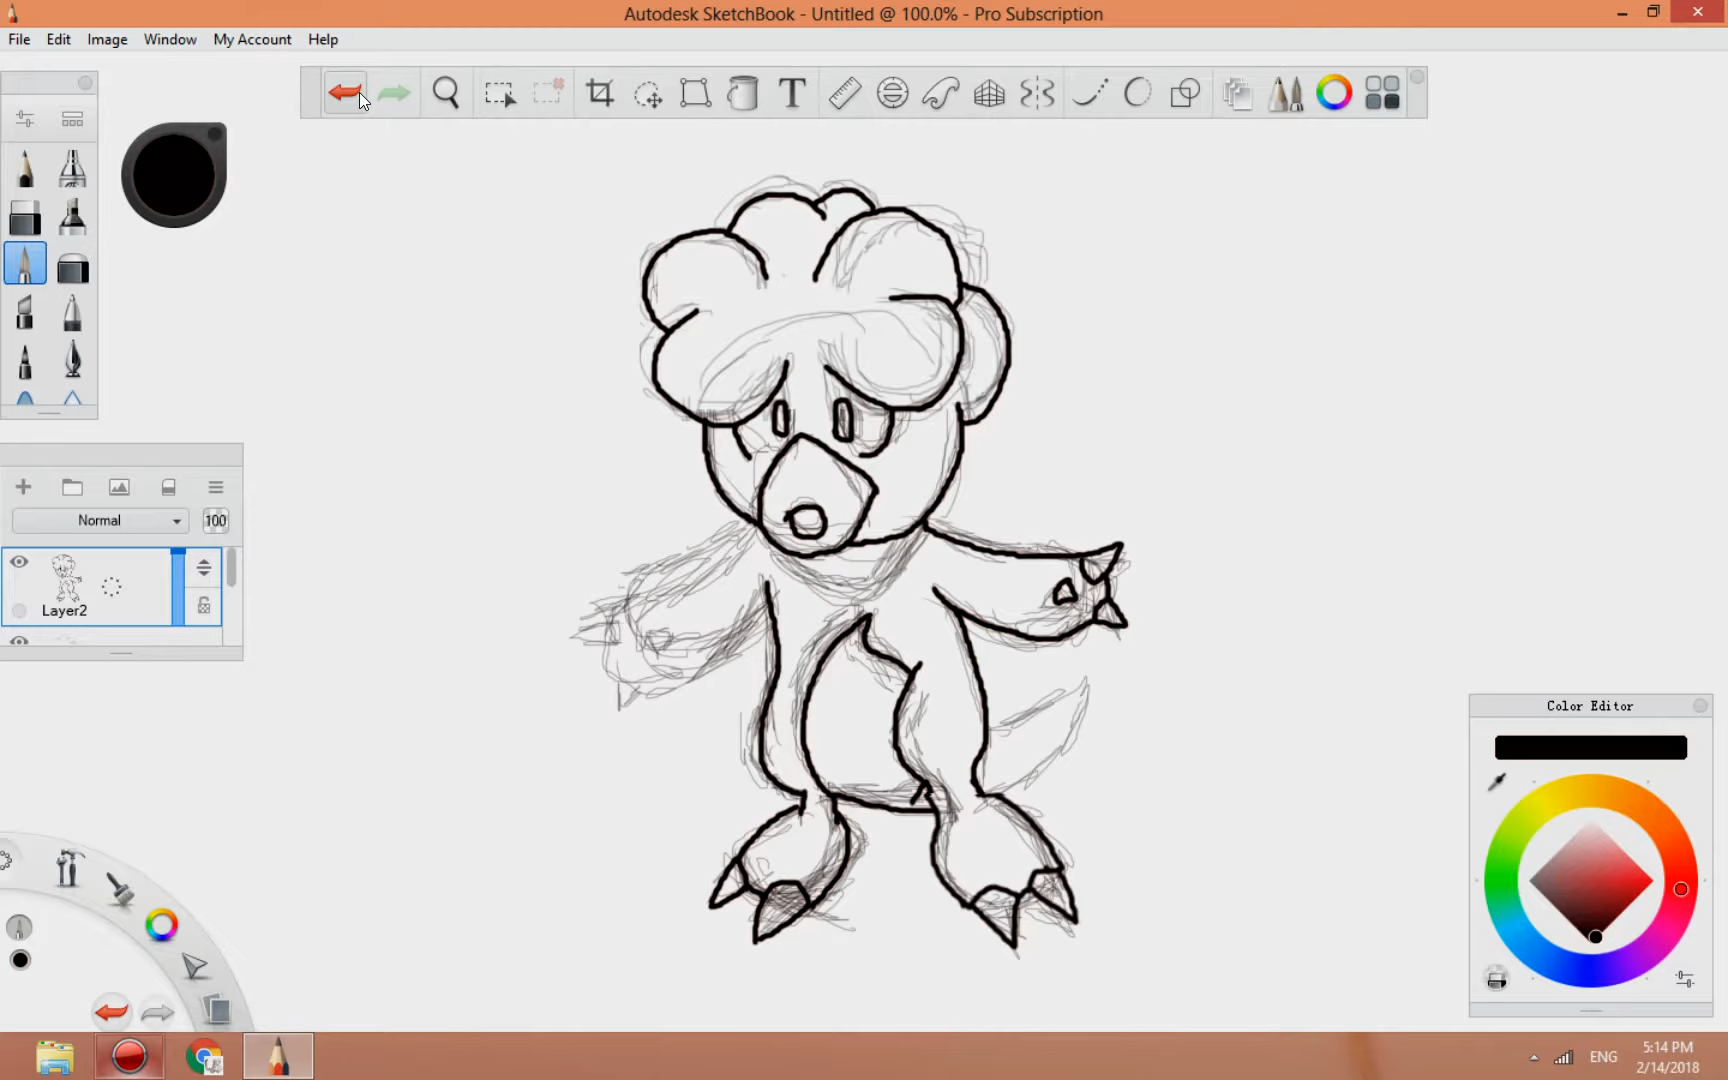 Autodesk SketchBook - Untitled @ 100.0% - Pro Subscription
File Edit Image Window My Account Help
T
Normal 100
Layer2
Color Editor
ENG
5:14 PM
2/14/2018